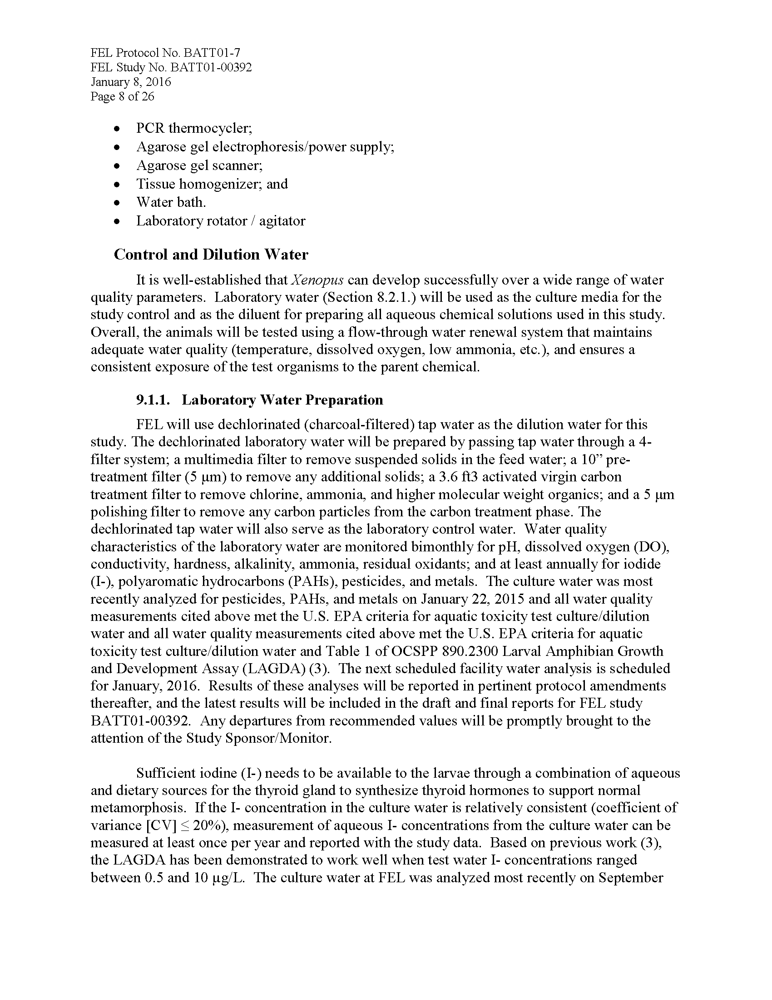 FEL Protocol No. BATT01-7
FEL Study No. BATT01-00392
January 8, 2016
Page 8 of 26
• PCR thermocycler;
• Agarose gel electrophoresis/power supply;
• Agarose gel scanner;
• Tissue homogenizer; and
• Water bath.
• Laboratory rotator / agitator
Control and Dilution Water
It is well-established that Xenopus can develop successfully over a wide range of water
quality parameters.  Laboratory water (Section 8.2.1.) will be used as the culture media for the
study control and as the diluent for preparing all aqueous chemical solutions used in this study.
Overall, the animals will be tested using a flow-through water renewal system that maintains
adequate water quality (temperature, dissolved oxygen, low ammonia, etc.), and ensures a
consistent exposure of the test organisms to the parent chemical.
9.1.1.   Laboratory Water Preparation
FEL will use dechlorinated (charcoal-filtered) tap water as the dilution water for this
study. The dechlorinated laboratory water will be prepared by passing tap water through a 4-
filter system; a multimedia filter to remove suspended solids in the feed water; a 10” pre-
treatment filter (5 µm) to remove any additional solids; a 3.6 ft3 activated virgin carbon
treatment filter to remove chlorine, ammonia, and higher molecular weight organics; and a 5 µm
polishing filter to remove any carbon particles from the carbon treatment phase. The
dechlorinated tap water will also serve as the laboratory control water.  Water quality
characteristics of the laboratory water are monitored bimonthly for pH, dissolved oxygen (DO),
conductivity, hardness, alkalinity, ammonia, residual oxidants; and at least annually for iodide
(I-), polyaromatic hydrocarbons (PAHs), pesticides, and metals.  The culture water was most
recently analyzed for pesticides, PAHs, and metals on January 22, 2015 and all water quality
measurements cited above met the U.S. EPA criteria for aquatic toxicity test culture/dilution
water and all water quality measurements cited above met the U.S. EPA criteria for aquatic
toxicity test culture/dilution water and Table 1 of OCSPP 890.2300 Larval Amphibian Growth
and Development Assay (LAGDA) (3).  The next scheduled facility water analysis is scheduled
for January, 2016.  Results of these analyses will be reported in pertinent protocol amendments
thereafter, and the latest results will be included in the draft and final reports for FEL study
BATT01-00392.  Any departures from recommended values will be promptly brought to the
attention of the Study Sponsor/Monitor.
Sufficient iodine (I-) needs to be available to the larvae through a combination of aqueous
and dietary sources for the thyroid gland to synthesize thyroid hormones to support normal
metamorphosis.  If the I- concentration in the culture water is relatively consistent (coefficient of
variance [CV] ≤ 20%), measurement of aqueous I- concentrations from the culture water can be
measured at least once per year and reported with the study data.  Based on previous work (3),
the LAGDA has been demonstrated to work well when test water I- concentrations ranged
between 0.5 and 10 µg/L.  The culture water at FEL was analyzed most recently on September